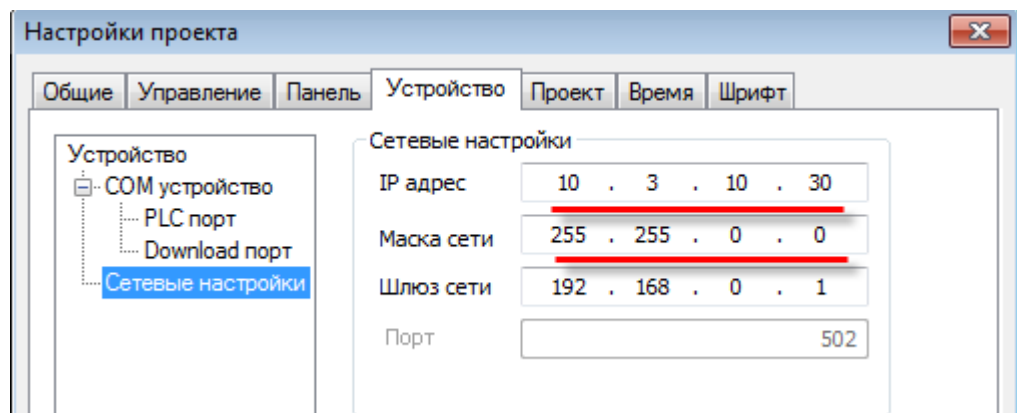 Настройки проекта
Общие Управление Панель Устройство Проект Время Шрифт
Устройство
COM устройство
PLC порт
Download порт
Сетевые настройки
Сетевые настройки
IP адрес 10 . 3 . 10 . 30
Маска сети 255 . 255 . 0 . 0
Шлюз сети 192 . 168 . 0 . 1
Порт 502